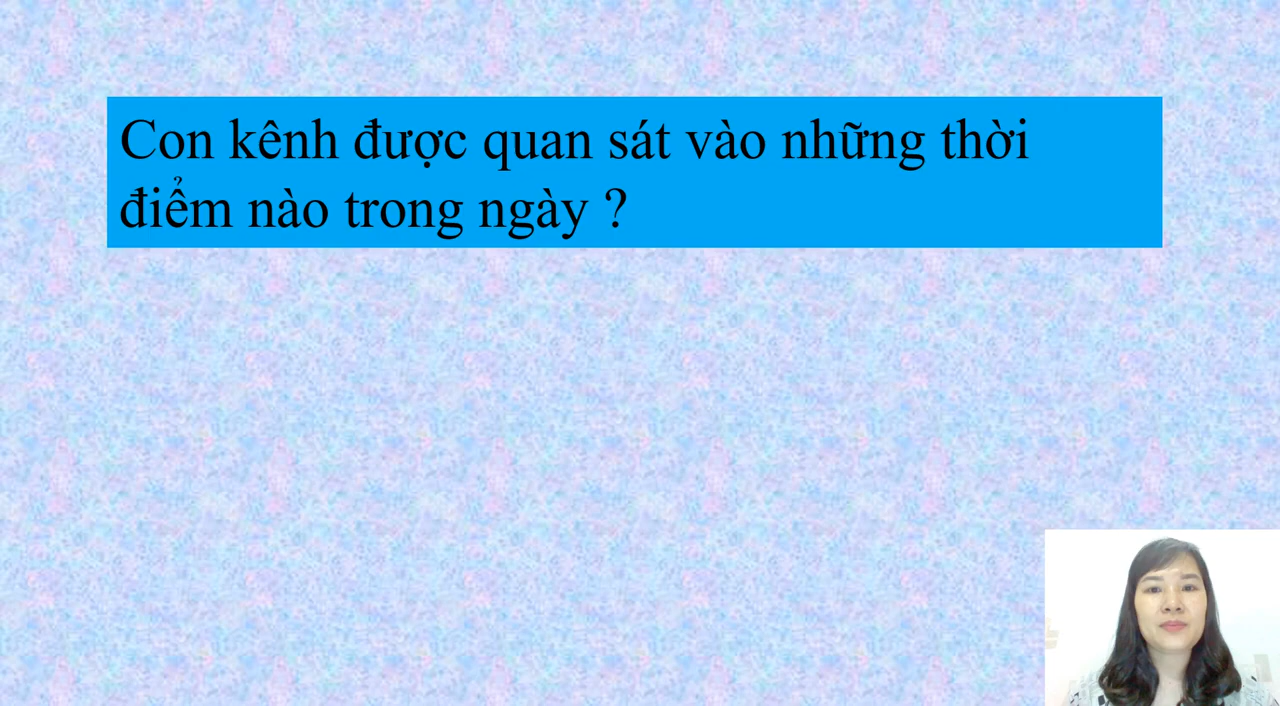 Con kênh được quan sát vào những thời
điểm nào trong ngày ?